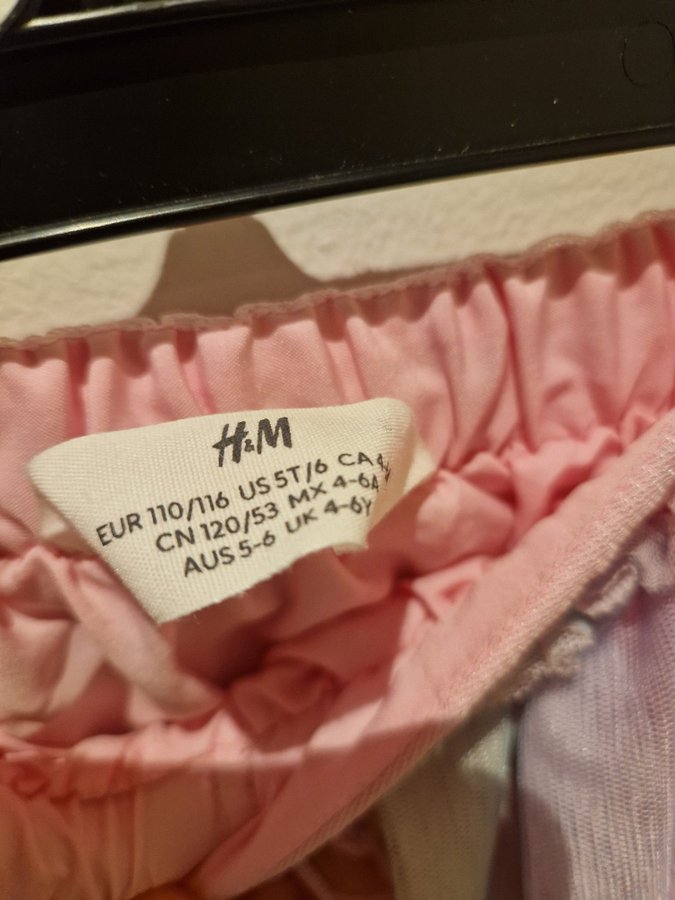 H&M
EUR 110/116 US 5T/6 CA
CN 120/53 MX 4-6A
AUS 5-6 UK 4-6Y